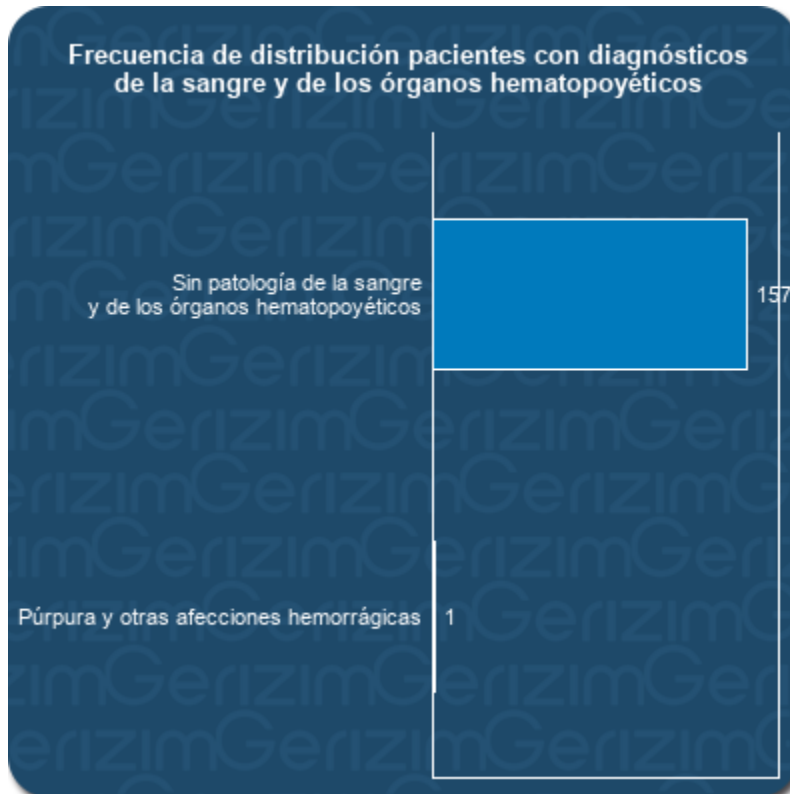 Frecuencia de distribución pacientes con diagnósticos
de la sangre y de los órganos hematopoyéticos
Sin patología de la sangre
y de los órganos hematopoyéticos
157
Púrpura y otras afecciones hemorrágicas
1
Gerizim